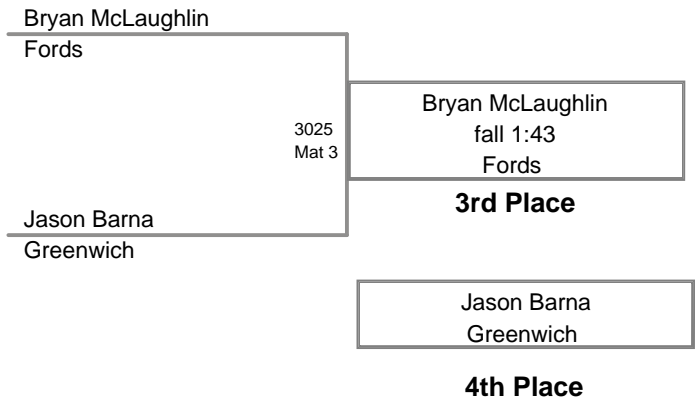 Bryan McLaughlin
Fords
3025
Mat 3
Bryan McLaughlin
fall 1:43
Fords
3rd Place
Jason Barna
Greenwich
Jason Barna
Greenwich
4th Place